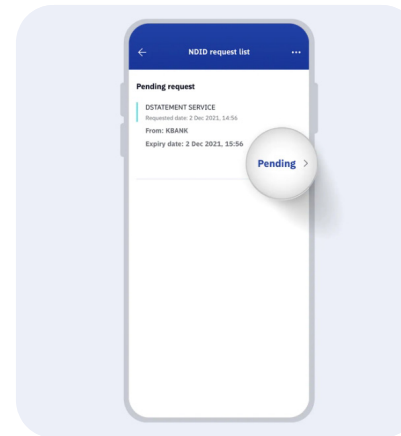 NDID request list
Pending request
DSTATEMENT SERVICE
Requested date: 2 Dec 2021, 14:56
From: KBANK
Expiry date: 2 Dec 2021, 15:56
Pending